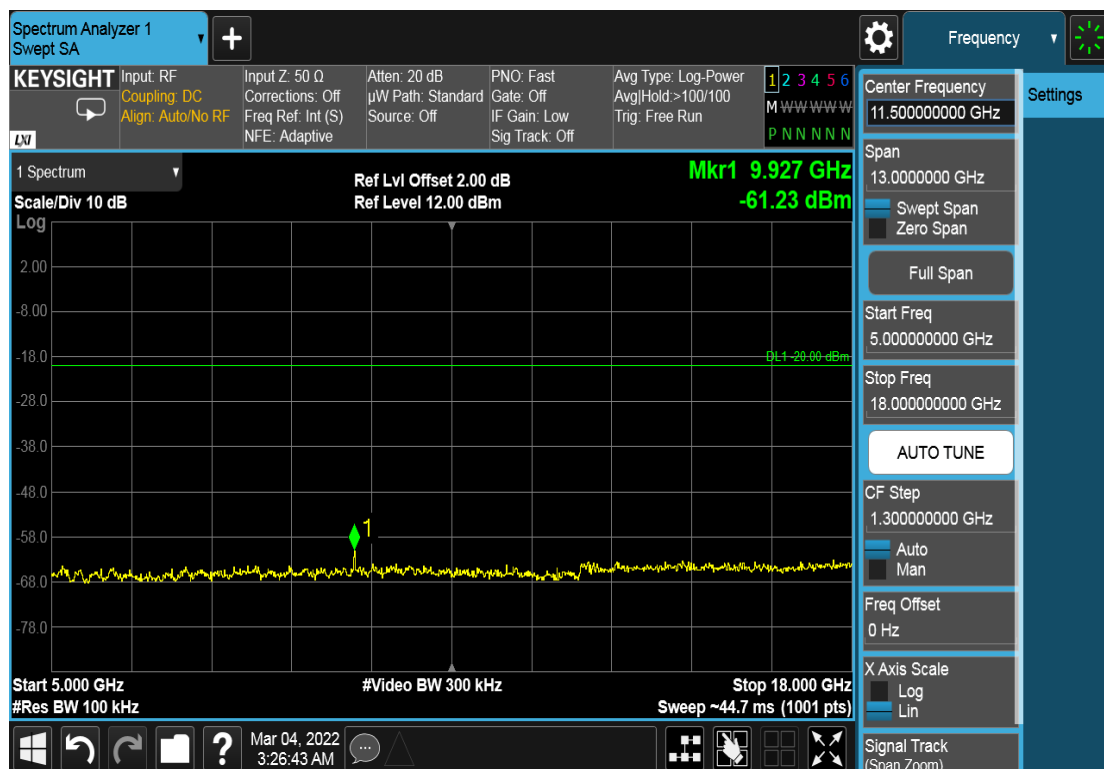 Spectrum Analyzer 1
Swept SA
+
Frequency
KEYSIGHT
LXI
Input: RF
Coupling: DC
Align: Auto/No RF
Input Z: 50 Ω
Corrections: Off
Freq Ref: Int (S)
NFE: Adaptive
Atten: 20 dB
µW Path: Standard
Source: Off
PNO: Fast
Gate: Off
IF Gain: Low
Sig Track: Off
Avg Type: Log-Power
Avg|Hold:>100/100
Trig: Free Run
1 2 3 4 5 6
M W W W W W
P N N N N N
1 Spectrum
Scale/Div 10 dB
Log
Ref Lvl Offset 2.00 dB
Ref Level 12.00 dBm
Mkr1 9.927 GHz
-61.23 dBm
2.00
-8.00
-18.0
DL1 -20.00 dBm
-28.0
-38.0
-48.0
-58.0
1
-68.0
-78.0
Start 5.000 GHz
#Res BW 100 kHz
#Video BW 300 kHz
Stop 18.000 GHz
Sweep ~44.7 ms (1001 pts)
Center Frequency
11.500000000 GHz
Span
13.0000000 GHz
Swept Span
Zero Span
Full Span
Start Freq
5.000000000 GHz
Stop Freq
18.000000000 GHz
AUTO TUNE
CF Step
1.300000000 GHz
Auto
Man
Freq Offset
0 Hz
X Axis Scale
Log
Lin
Signal Track
(Span Zoom)
Settings
?
Mar 04, 2022
3:26:43 AM